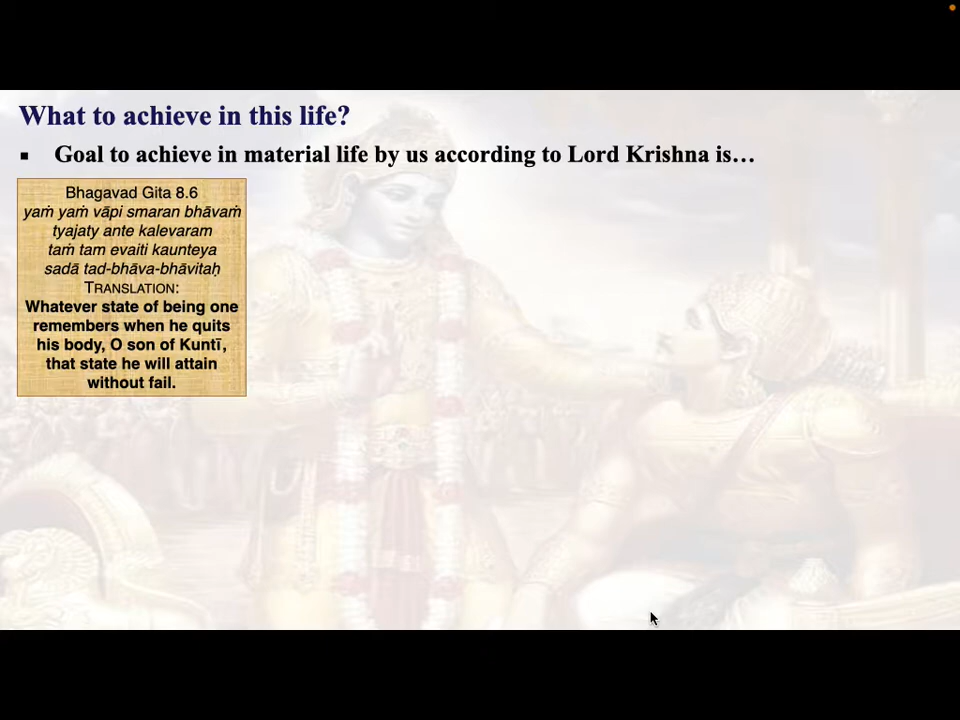 What to achieve in this life?
▪ Goal to achieve in material life by us according to Lord Krishna is…
Bhagavad Gita 8.6
yaṁ yaṁ vāpi smaran bhāvaṁ
tyajaty ante kalevaram
taṁ tam evaiti kaunteya
sadā tad-bhāva-bhāvitaḥ
TRANSLATION:
Whatever state of being one
remembers when he quits
his body, O son of Kuntī,
that state he will attain
without fail.